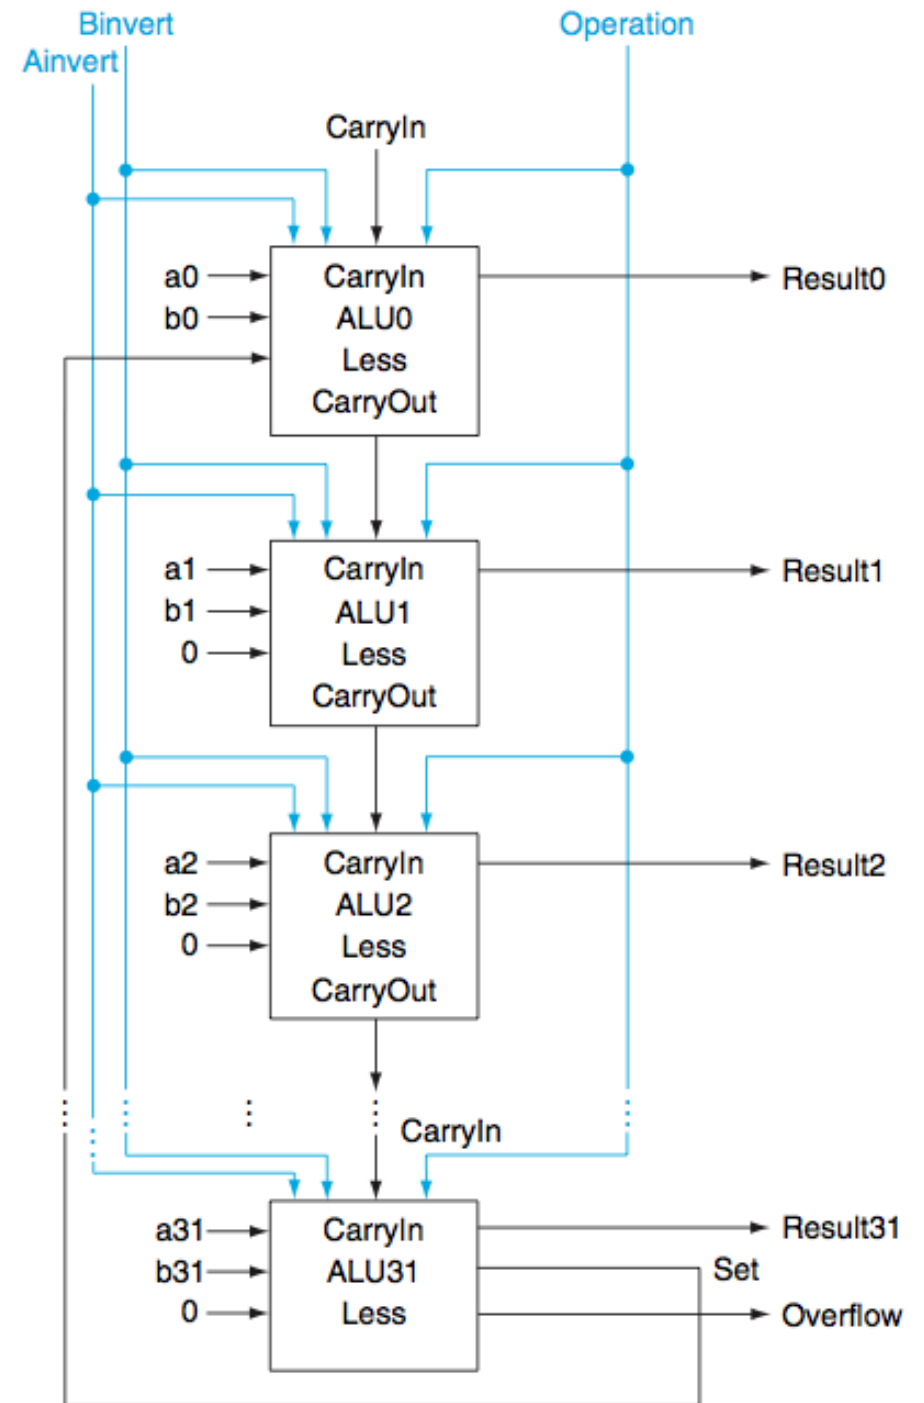 Binvert
Operation
Ainvert
CarryIn
a0
CarryIn
Result0
b0
ALU0
Less
CarryOut
a1
CarryIn
Result1
b1
ALU1
0
Less
CarryOut
a2
CarryIn
Result2
b2
ALU2
0
Less
CarryOut
CarryIn
a31
CarryIn
Result31
b31
ALU31
Set
0
Less
Overflow